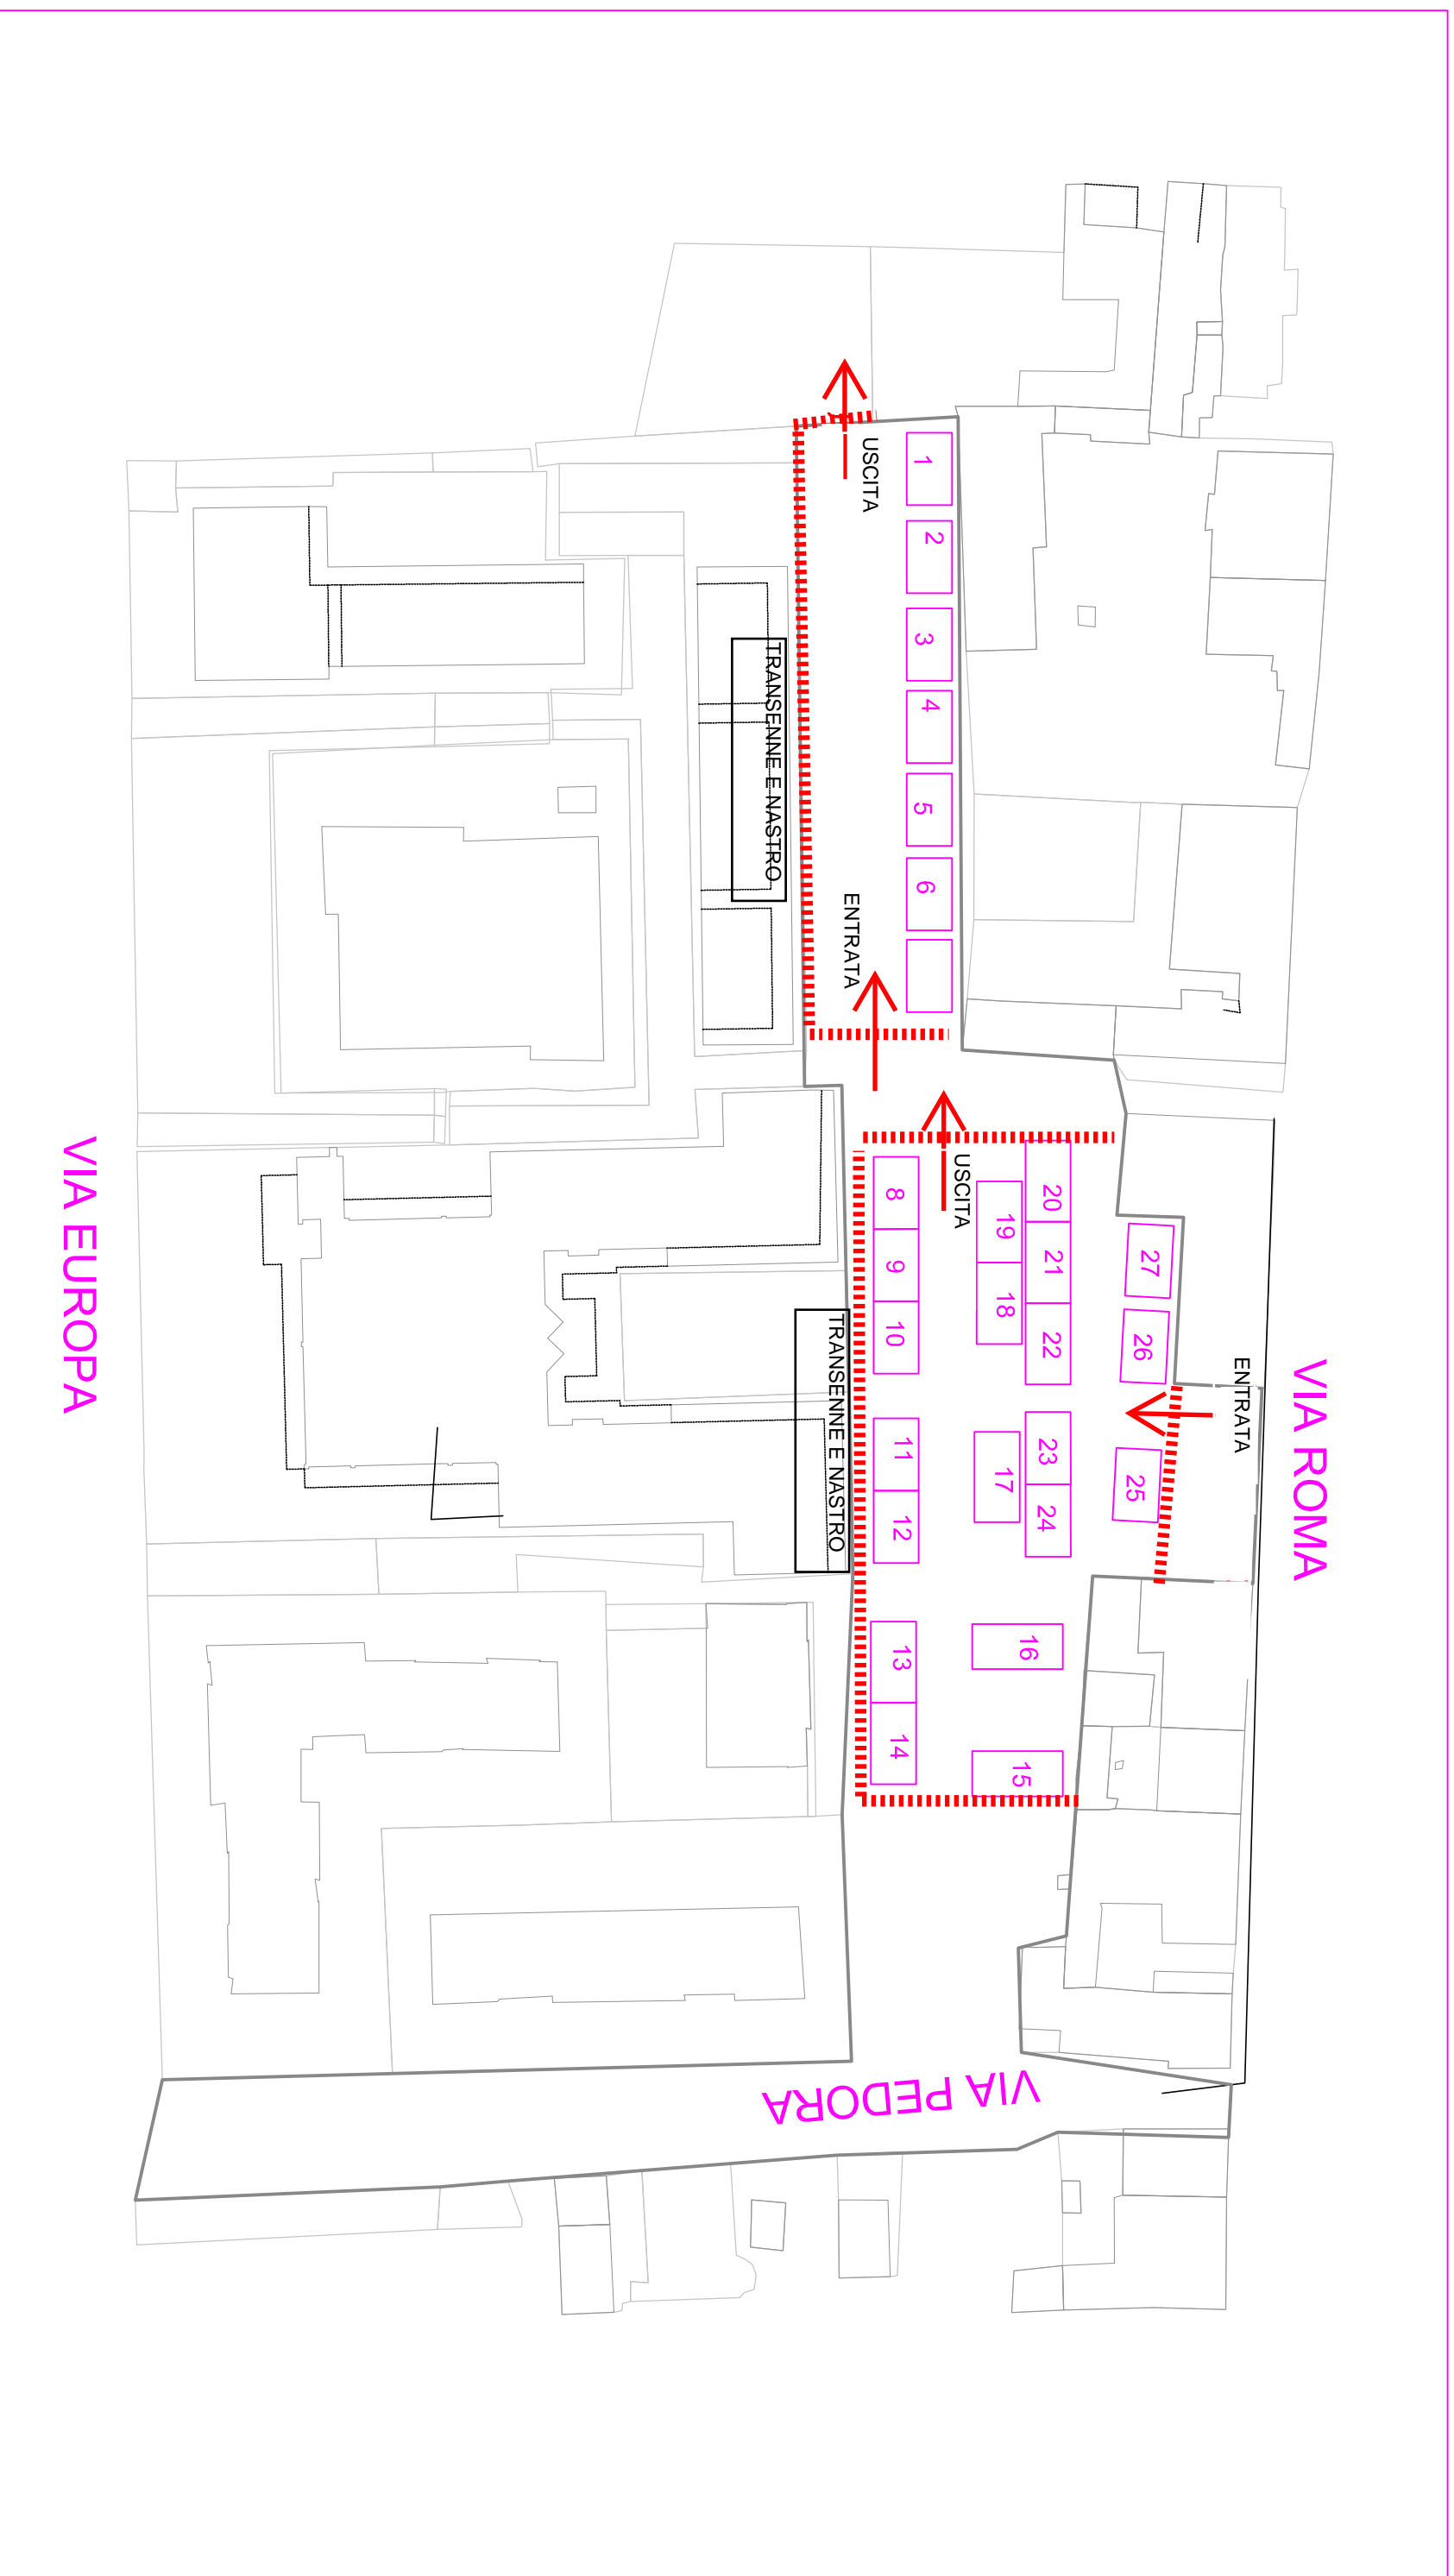 1
USCITA
2
3
TRANSENNE E NASTRO
4
5
6
ENTRATA
VIA EUROPA
8
USCITA
20
19
9
21
27
18
10
22
26
ENTRATA
VIA ROMA
TRANSENNE E NASTRO
11
17
23
25
12
24
13
16
14
15
VIA PEDORA